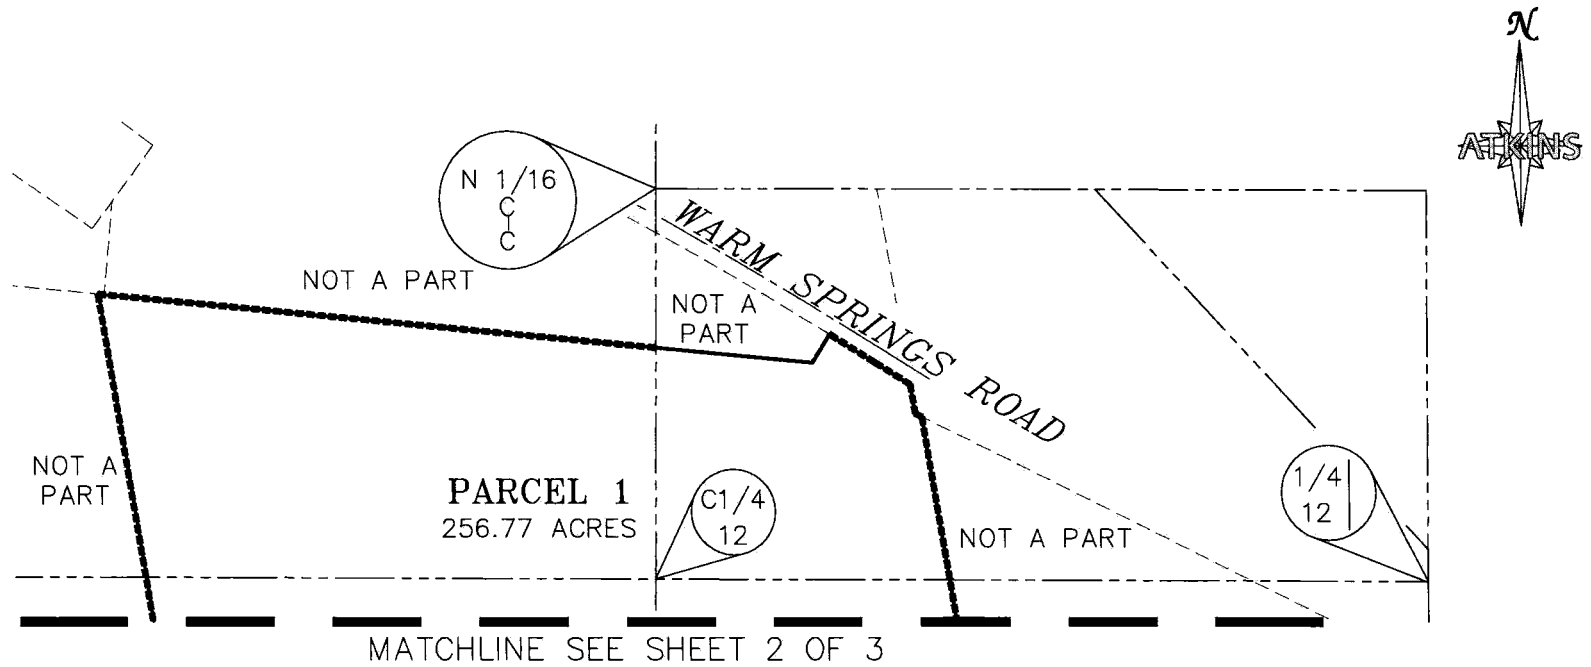 N
ATKINS
N 1/16
C
C
WARM SPRINGS ROAD
NOT A PART
NOT A
PART
NOT A
PART
PARCEL 1
256.77 ACRES
C1/4
12
1/4
12
NOT A PART
MATCHLINE SEE SHEET 2 OF 3